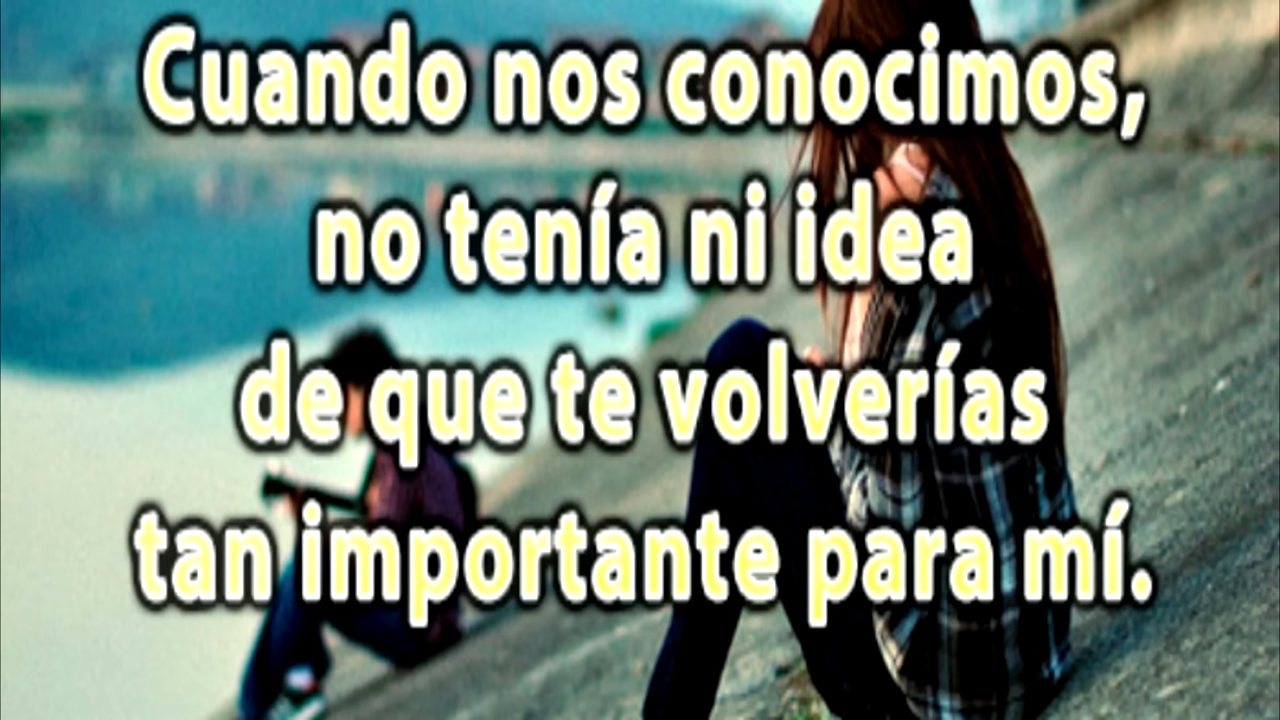 Cuando nos conocimos,
no tenía ni idea
de que te volverías
tan importante para mí.